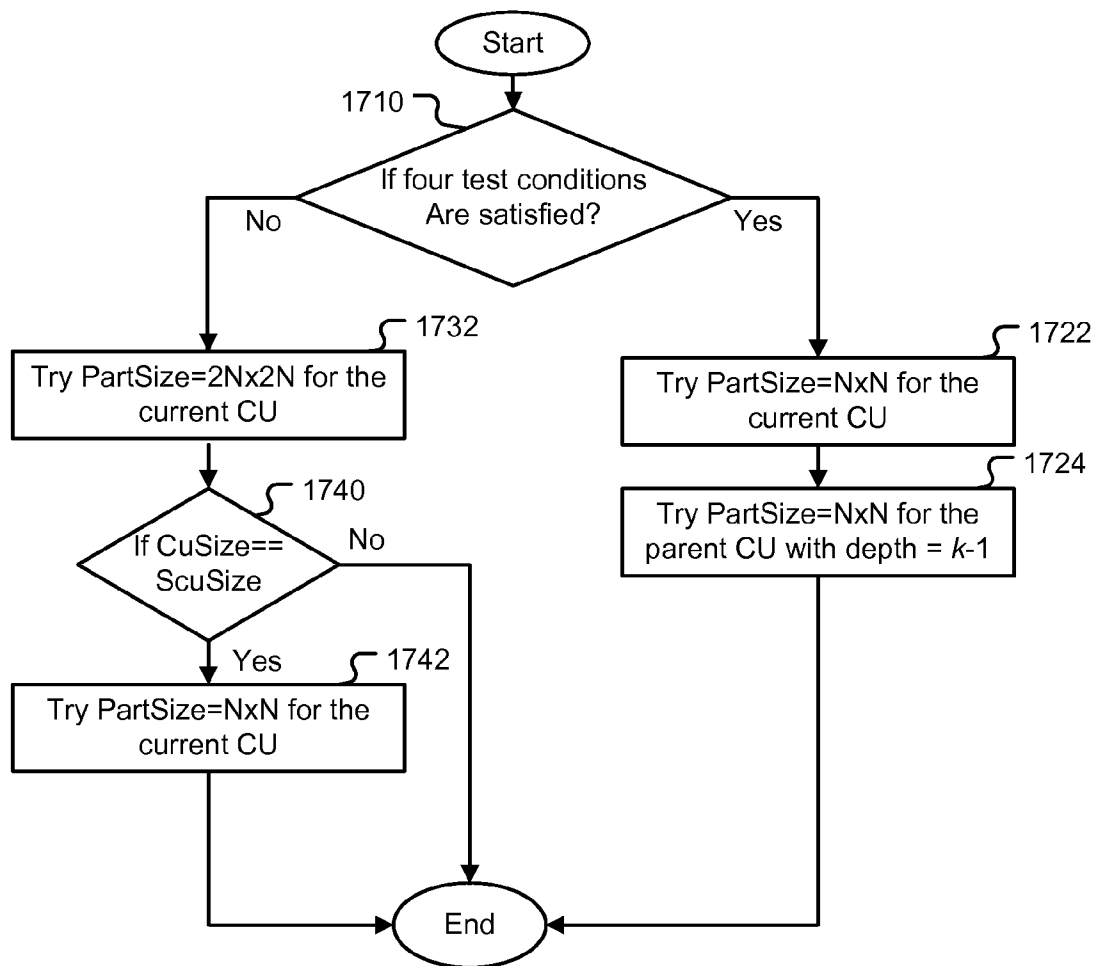 Start
1710
If four test conditions
Are satisfied?
No
Yes
1732
Try PartSize=2Nx2N for the
current CU
1722
Try PartSize=NxN for the
current CU
1740
If CuSize==
ScuSize
No
Yes
1724
Try PartSize=NxN for the
parent CU with depth = k-1
1742
Try PartSize=NxN for the
current CU
End